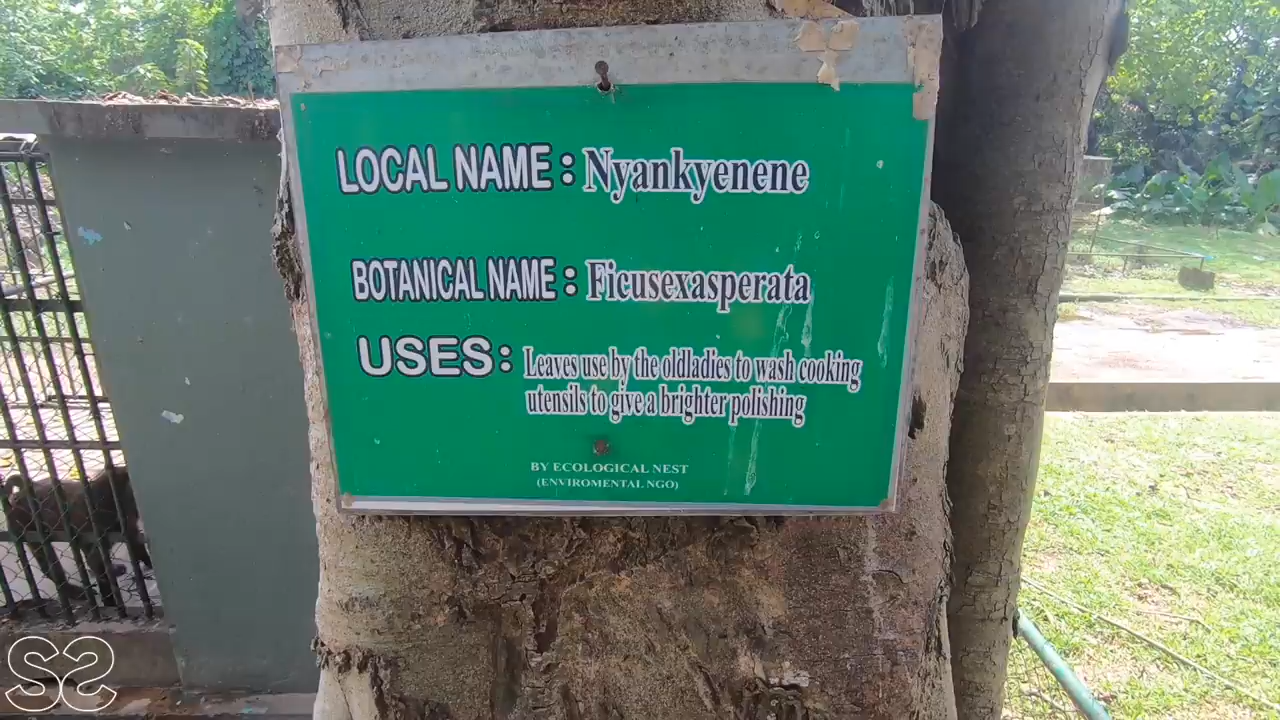 LOCAL NAME : Nyankyenene
BOTANICAL NAME : Ficusexasperata
USES : Leaves use by the oldladies to wash cooking
utensils to give a brighter polishing
BY ECOLOGICAL NEST
(ENVIROMENTAL NGO)